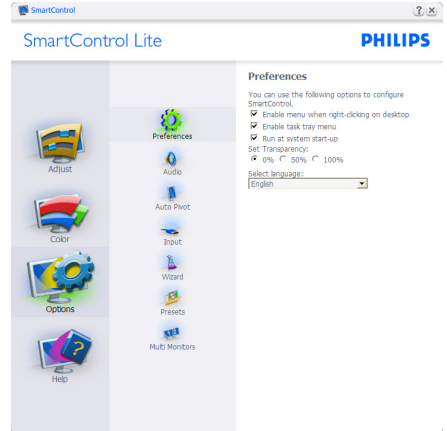 SmartControl
SmartControl Lite
PHILIPS
Adjust
Color
Options
Help
Preferences
Audio
Auto Pivot
Input
Wizard
Presets
Multi Monitors
Preferences
You can use the following options to configure
SmartControl.
Enable menu when right-clicking on desktop
Enable task tray menu
Run at system start-up
Set Transparency:
0% 50% 100%
Select language:
English